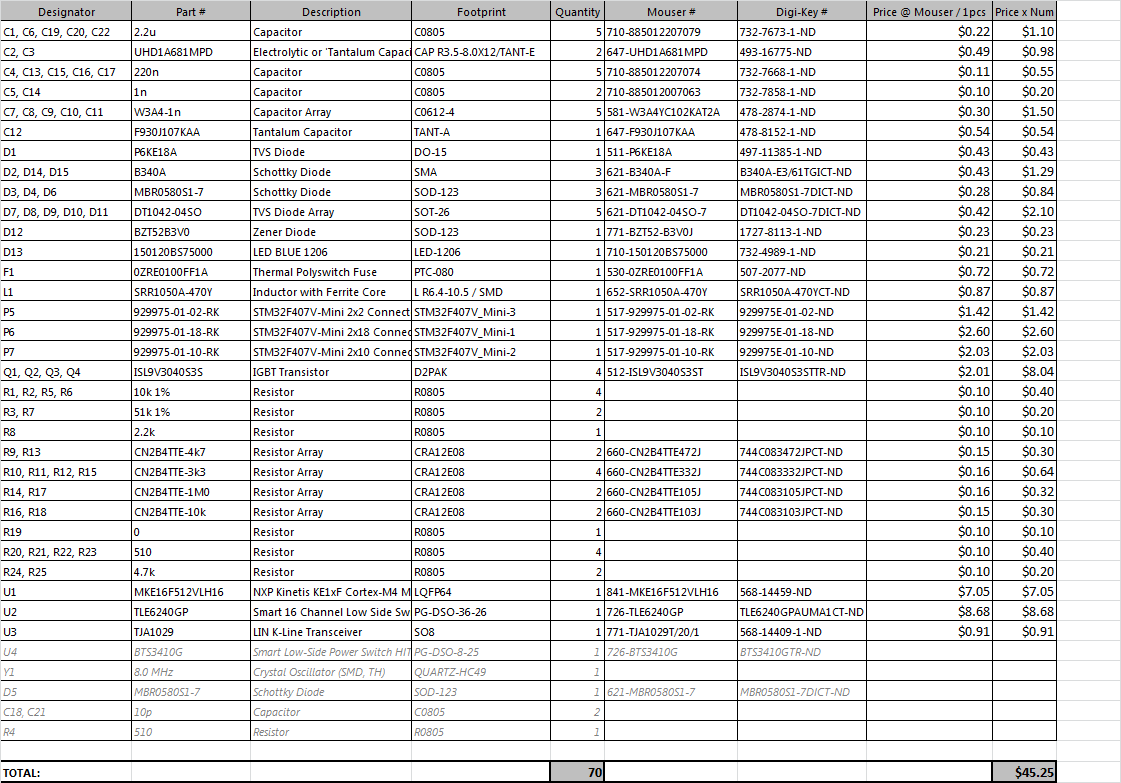 Designator Part # Description Footprint Quantity Mouser # Digi-Key # Price @ Mouser / 1pcs Price x Num
C1, C6, C19, C20, C22 2.2u Capacitor C0805 5 710-885012207079 732-7673-1-ND $0.22 $1.10
C2, C3 UHD1A681MPD Electrolytic or 'Tantalum Capaci CAP R3.5-8.0X12/TANT-E 2 647-UHD1A681MPD 493-16775-ND $0.49 $0.98
C4, C13, C15, C16, C17 220n Capacitor C0805 5 710-885012207074 732-7668-1-ND $0.11 $0.55
C5, C14 1n Capacitor C0805 2 710-885012007063 732-7858-1-ND $0.10 $0.20
C7, C8, C9, C10, C11 W3A4-1n Capacitor Array C0612-4 5 581-W3A4YC102KAT2A 478-2874-1-ND $0.30 $1.50
C12 F930J107KAA Tantalum Capacitor TANT-A 1 647-F930J107KAA 478-8152-1-ND $0.54 $0.54
D1 P6KE18A TVS Diode DO-15 1 511-P6KE18A 497-11385-1-ND $0.43 $0.43
D2, D14, D15 B340A Schottky Diode SMA 3 621-B340A-F B340A-E3/61TGICT-ND $0.43 $1.29
D3, D4, D6 MBR0580S1-7 Schottky Diode SOD-123 3 621-MBR0580S1-7 MBR0580S1-7DICT-ND $0.28 $0.84
D7, D8, D9, D10, D11 DT1042-04SO TVS Diode Array SOT-26 5 621-DT1042-04SO-7 DT1042-04SO-7DICT-ND $0.42 $2.10
D12 BZT52B3V0 Zener Diode SOD-123 1 771-BZT52-B3V0J 1727-8113-1-ND $0.23 $0.23
D13 150120BS75000 LED BLUE 1206 LED-1206 1 710-150120BS75000 732-4989-1-ND $0.21 $0.21
F1 0ZRE0100FF1A Thermal Polyswitch Fuse PTC-080 1 530-0ZRE0100FF1A 507-2077-ND $0.72 $0.72
L1 SRR1050A-470Y Inductor with Ferrite Core L R6.4-10.5 / SMD 1 652-SRR1050A-470Y SRR1050A-470YCT-ND $0.87 $0.87
P5 929975-01-02-RK STM32F407V-Mini 2x2 Connect STM32F407V_Mini-3 1 517-929975-01-02-RK 929975E-01-02-ND $1.42 $1.42
P6 929975-01-18-RK STM32F407V-Mini 2x18 Connec STM32F407V_Mini-1 1 517-929975-01-18-RK 929975E-01-18-ND $2.60 $2.60
P7 929975-01-10-RK STM32F407V-Mini 2x10 Connec STM32F407V_Mini-2 1 517-929975-01-10-RK 929975E-01-10-ND $2.03 $2.03
Q1, Q2, Q3, Q4 ISL9V3040S3S IGBT Transistor D2PAK 4 512-ISL9V3040S3ST ISL9V3040S3STTR-ND $2.01 $8.04
R1, R2, R5, R6 10k 1% Resistor R0805 4 $0.10 $0.40
R3, R7 51k 1% Resistor R0805 2 $0.10 $0.20
R8 2.2k Resistor R0805 1 $0.10 $0.10
R9, R13 CN2B4TTE-4k7 Resistor Array CRA12E08 2 660-CN2B4TTE472J 744C083472JPCT-ND $0.15 $0.30
R10, R11, R12, R15 CN2B4TTE-3k3 Resistor Array CRA12E08 4 660-CN2B4TTE332J 744C083332JPCT-ND $0.16 $0.64
R14, R17 CN2B4TTE-1M0 Resistor Array CRA12E08 2 660-CN2B4TTE105J 744C083105JPCT-ND $0.16 $0.32
R16, R18 CN2B4TTE-10k Resistor Array CRA12E08 2 660-CN2B4TTE103J 744C083103JPCT-ND $0.15 $0.30
R19 0 Resistor R0805 1 $0.10 $0.10
R20, R21, R22, R23 510 Resistor R0805 4 $0.10 $0.40
R24, R25 4.7k Resistor R0805 2 $0.10 $0.20
U1 MKE16F512VLH16 NXP Kinetis KE1xF Cortex-M4 M LQFP64 1 841-MKE16F512VLH16 568-14459-ND $7.05 $7.05
U2 TLE6240GP Smart 16 Channel Low Side Sw PG-DSO-36-26 1 726-TLE6240GP TLE6240GPAUMA1CT-ND $8.68 $8.68
U3 TJA1029 LIN K-Line Transceiver SO8 1 771-TJA1029T/20/1 568-14409-1-ND $0.91 $0.91
U4 BTS3410G Smart Low-Side Power Switch HIT PG-DSO-8-25 1 726-BTS3410G BTS3410GTR-ND
Y1 8.0 MHz Crystal Oscillator (SMD, TH) QUARTZ-HC49 1
D5 MBR0580S1-7 Schottky Diode SOD-123 1 621-MBR0580S1-7 MBR0580S1-7DICT-ND
C18, C21 10p Capacitor C0805 2
R4 510 Resistor R0805 1
TOTAL: 70 $45.25